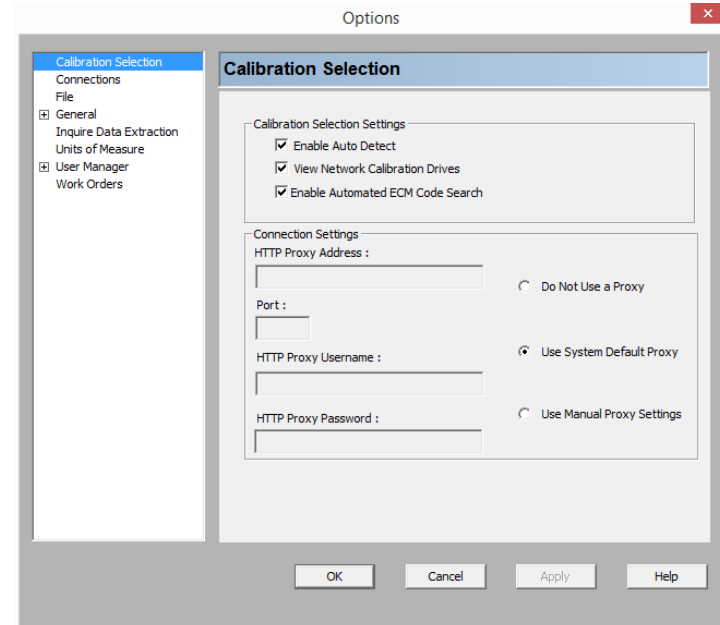 Options
Calibration Selection
Connections
File
General
Inquire Data Extraction
Units of Measure
User Manager
Work Orders
Calibration Selection
Calibration Selection Settings
Enable Auto Detect
View Network Calibration Drives
Enable Automated ECM Code Search
Connection Settings
HTTP Proxy Address :
Do Not Use a Proxy
Port :
Use System Default Proxy
HTTP Proxy Username :
Use Manual Proxy Settings
HTTP Proxy Password :
OK Cancel Apply Help